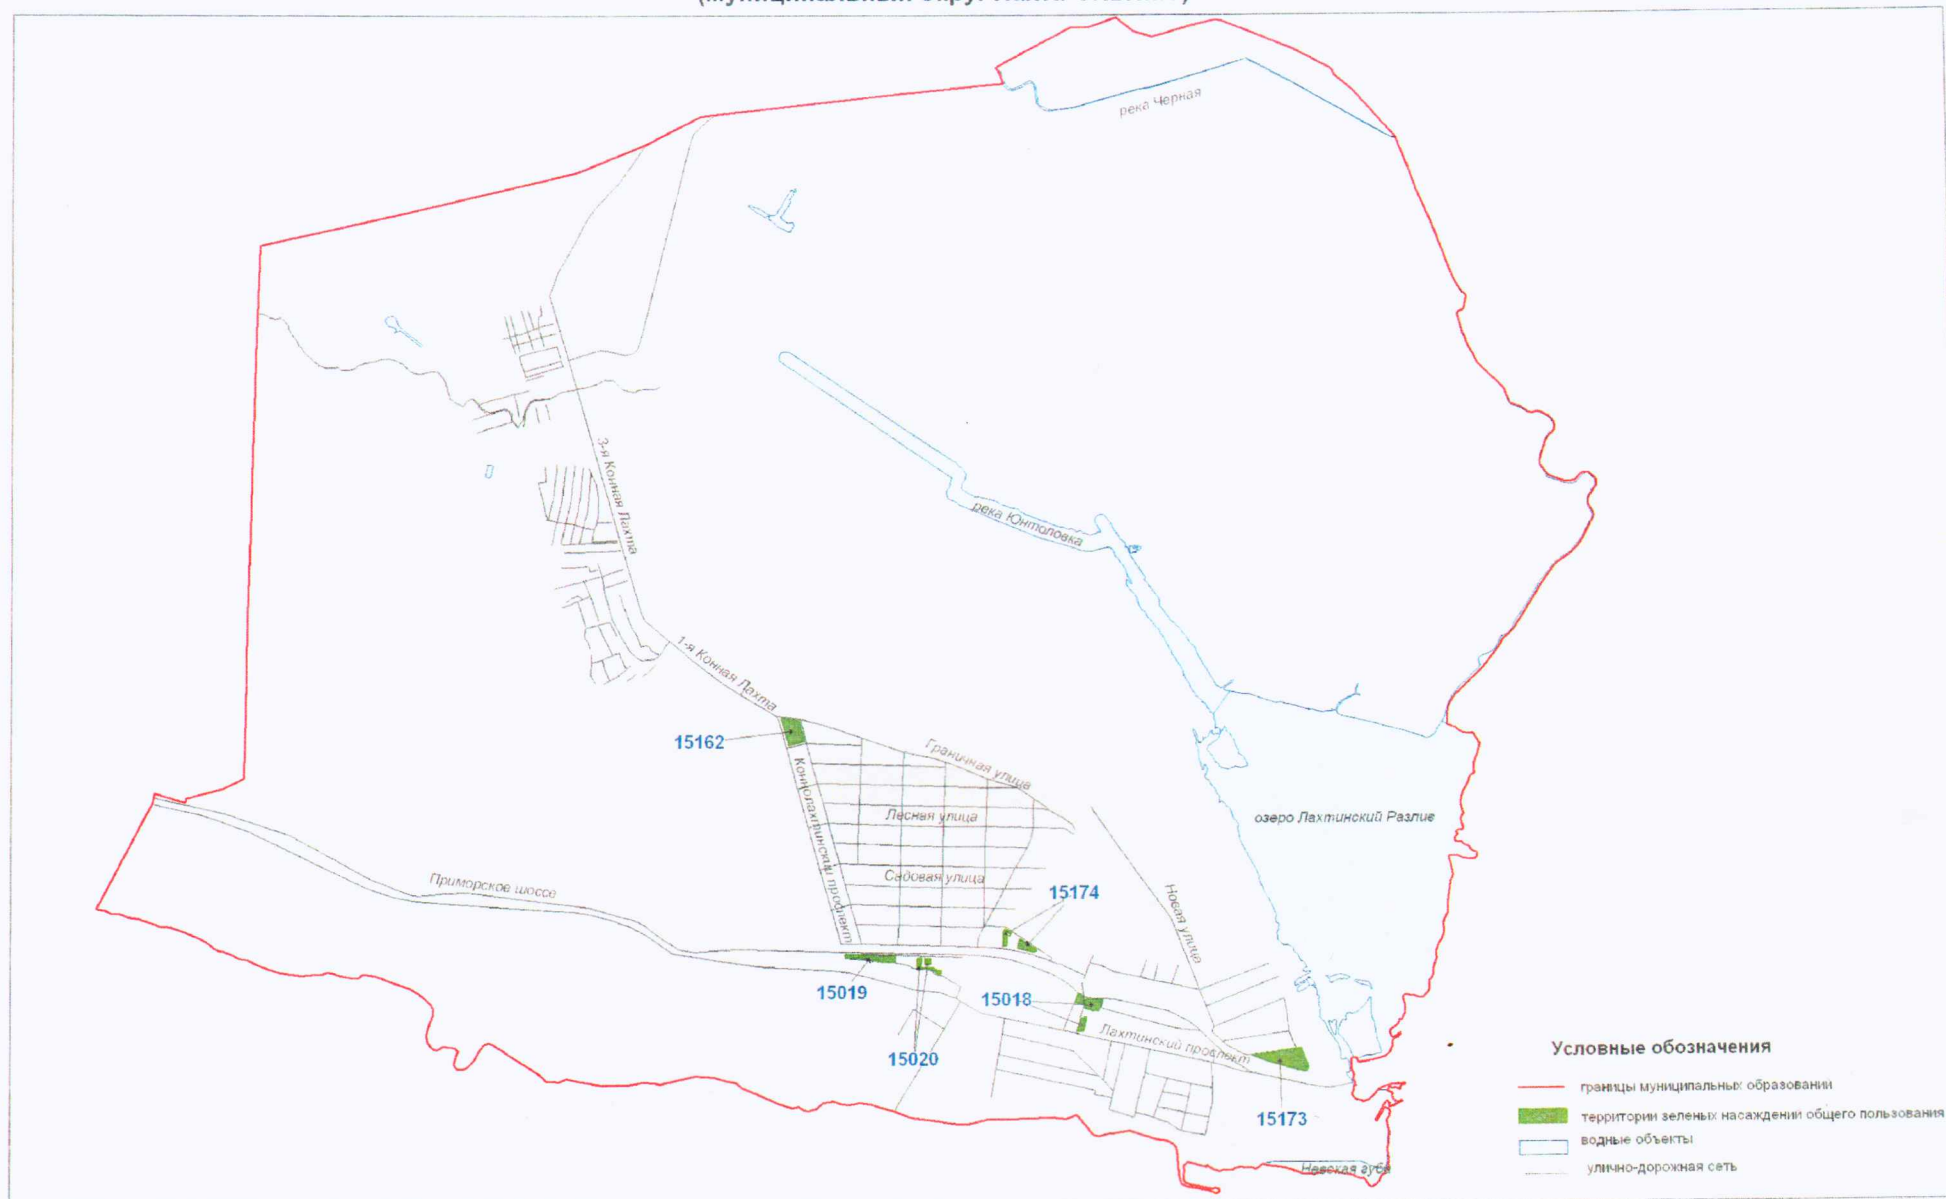 река Черная
3-я Конная Лахта
река Юнтоловка
1-я Конная Лахта
15162
Граничная улица
Коннолахтинский проспект
Лесная улица
озеро Лахтинский Разлив
Садовая улица
Приморское шоссе
15174
Новая улица
15019
15018
Лахтинский проспект
15020
15173
Невская губа
Условные обозначения
границы муниципальных образований
территории зеленых насаждений общего пользования
водные объекты
улично-дорожная сеть